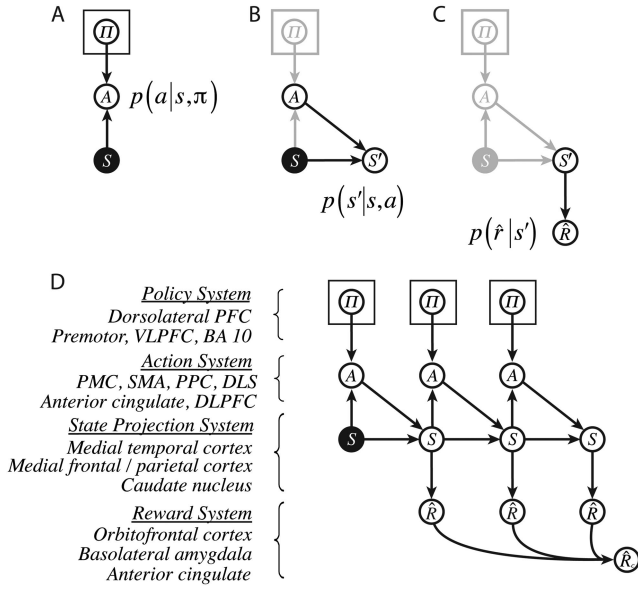 A
Π
A
S
p(a|s,π)
B
Π
A
S
S'
p(s'|s,a)
C
Π
A
S
S'
p(r̂|s')
R̂
D
Policy System
Dorsolateral PFC
Premotor, VLPFC, BA 10
Action System
PMC, SMA, PPC, DLS
Anterior cingulate, DLPFC
State Projection System
Medial temporal cortex
Medial frontal / parietal cortex
Caudate nucleus
Reward System
Orbitofrontal cortex
Basolateral amygdala
Anterior cingulate
Π Π Π
A A A
S S S S
R̂ R̂ R̂
R̂c